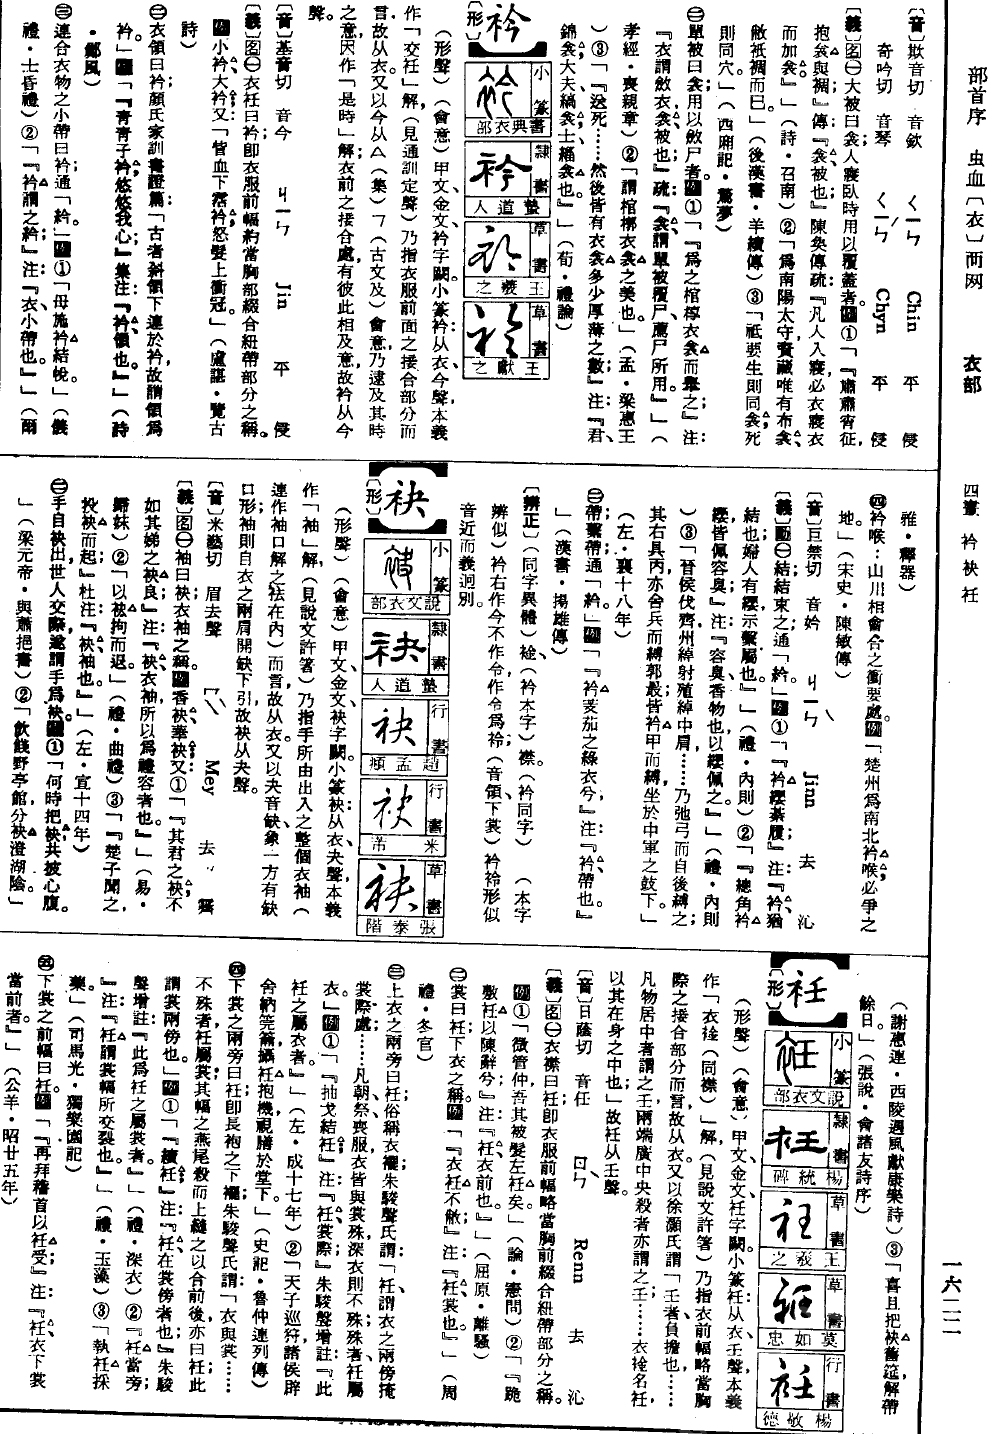 部首序　虫血〔衣〕襾网　衣部　四畫　衿袂衽　一六二二
〔音〕欺音切　音欽　ㄑㄧㄣ　Chin　平　侵
奇吟切　音琴　ㄑㄧㄣˊ　Chyn　平　侵
〔義〕图㊀大被曰衾人寢臥時用以覆蓋者。例①「『肅肅宵征，
抱衾與裯』傳『衾被也』陳奐傳疏『凡人入寢必衣寢衣
而加衾。』」（詩・召南）②「爲南陽太守賚藏唯有布衾、
敝袛裯而已。」（後漢書・羊續傳）③「祗要生則同衾死
則同穴。」（西廂記・驚夢）
㊁單被曰衾用以斂尸者。例①「『爲之棺椁衣衾而舉之』注：
『衣謂斂衣衾被也』疏『衾謂單被覆尸薦尸所用。』」（
孝經・喪親章）②「謂棺椁衣衾之美也。」（孟・梁惠王
）③「『送死……然後皆有衣衾多少厚薄之數』注：『君、
錦衾大夫縞衾士緇衾也。』」（荀・禮論）
衿
〔形〕
小篆　書典衣部
隸書　蟄道人
草書　王羲之
草書　王獻之
（形聲）（會意）甲文、金文衿字闕。小篆衿：从衣、今聲，本義
作「交衽」解，（見通訓定聲）乃指衣服前面之接合部分而
言，故从衣。又以今从亼（集）ㄱ（古文及）會意，乃逮及其時
之意，因作「是時」解；衣前之接合處，有彼此相及意，故衿从今
聲。
〔音〕基音切　音今　ㄐㄧㄣ　Jin　平　侵
〔義〕图㊀衣衽曰衿卽衣服前幅約當胸部綴合紐帶部分之稱。
例小衿大衿；又「眥血下霑衿，怒髮上衝冠。」（盧諶・覽古
詩）
㊁衣領曰衿顏氏家訓書證篇「古者斜領下連於衿，故謂領爲
衿。」例「『青青子衿，悠悠我心』集注：『衿領也。』」（詩
・鄭風）
㊂連合衣物之小帶曰衿通「紟」。例①「毋施衿結帨。」（儀
禮・士昏禮）②「『衿謂之袸』注：『衣小帶也。』」（爾
雅・釋器）
㊃衿喉：山川相會合之衝要處。例「楚州爲南北衿喉，必爭之
地。」（宋史・陳敏傳）
〔音〕巨禁切　音妗　ㄐㄧㄣˋ　Jinn　去　沁
〔義〕動㊀結；結束之通「紟」。例①「『衿纓綦履』注：『衿猶
結也，婦人有纓示繫屬也。』」（禮・內則）②「『總角衿
纓皆佩容臭』注：『容臭香物也，以纓佩之。』」（禮・內則
）③「晉侯伐齊，州綽射殖綽中肩，……乃弛弓而自後縛之；
其右具丙亦舍兵而縛郭最，皆衿甲而縛，坐於中軍之鼓下。」
（左・襄十八年）
㊁帶；繫帶通「紟」。例「『衿芰茄之綠衣兮』注：『衿帶也。』
」（漢書・揚雄傳）
〔辨正〕（同字異體）䘳（衿本字）襟（衿同字）　（本字
辨似）衿右作今不作令，作令爲袊，（音領下裳）衿袊形似
音近而義迥別。
袂
〔形〕
小篆　說文衣部
隸書　蟄道人
行書　趙孟頫
行書　米芾
草書　張泰階
（形聲）（會意）甲文、金文袂字闕。小篆袂：从衣、夬聲，本義
作「袖」解，（見說文許箸）乃指手所由出入之整個衣袖（
連作袖口解之袪在內）而言，故从衣。又以夬音缺，象一方有缺
口形，袖則自衣之兩肩開缺下引，故袂从夬聲。
〔音〕米藝切　眉去聲　ㄇㄟˋ　Mey　去　霽
〔義〕图㊀袖曰袂，衣袖之稱。例香袂、舉袂；又①「『其君之袂，不
如其娣之袂良』注：『袂，衣袖，所以爲禮容者也。』」（易・
歸妹）②「以袂拘而退。」（禮・曲禮）③「『楚子聞之，
投袂而起』杜注：『袂，袖也。』」（左・宣十四年）
㊁手自袂出，世人交際遂謂手爲袂。例①「何時把袂，共披心腹。
」（梁元帝・與蕭挹書）②「飲餞野亭館，分袂澄湖陰。」
（謝惠連・西陵遇風獻康樂詩）③「喜且把袂，舊筵解帶
餘日。」（張說・會諸友詩序）
衽
〔形〕
小篆　說文衣部
隸書　楊統碑
草書　王羲之
草書　莫如忠
行書　楊敬德
（形聲）（會意）甲文、金文衽字闕。小篆衽：从衣、壬聲，本義
作「衣䘳（同襟）」解，（見說文許箸）乃指衣前幅略當胸
際之接合部分而言，故从衣。又以徐灝氏謂「壬者負擔也，……
凡物居中者謂之壬，兩端廣中央殺者亦謂之壬；……衣䘳名衽，
以其在身之中也；」故衽从壬聲。
〔音〕日蔭切　音任　ㄖㄣˋ　Renn　去　沁
〔義〕图㊀衣襟曰衽卽衣服前幅略當胸前綴合紐帶部分之稱。
例①「微管仲，吾其被髮左衽矣。」（論・憲問）②「『跪
敷衽以陳辭兮』注：『衽衣前也。』」（屈原・離騷）
㊁裳曰衽，下衣之稱。例「『衣衽不敝』注：『衽裳也。』」（周
禮・冬官）
㊂上衣之兩旁曰衽俗稱衣襬朱駿聲氏謂「衽謂衣之兩傍掩
裳際處，……凡朝祭喪服衣皆與裳殊，深衣則不殊，殊者衽屬
衣。」例①「『抽戈結衽』注：『衽裳際』朱駿聲增註：『此
衽之屬衣者。』」（左・成十七年）②「天子巡狩，諸侯辟
舍，納筦籥，攝衽抱機，視膳於堂下。」（史記・魯仲連列傳）
㊃下裳之兩旁曰衽卽長袍之下襬朱駿聲氏謂「衣與裳……
不殊者衽屬裳，其幅之燕尾殺而上縫之以合前後，亦曰衽；此
謂裳兩傍也。」例①「『續衽』注：『衽在裳傍者也』朱駿
聲增註：『此爲衽之屬裳者。』」（禮・深衣）②「『衽當旁
』注：『衽謂裳幅所交裂也。』」（禮・玉藻）③「執衽採
藥。」（司馬光・獨樂園記）
㊄下裳之前幅曰衽。例「『再拜稽首以衽受』注：『衽衣下裳
當前者。』」（公羊・昭廿五年）